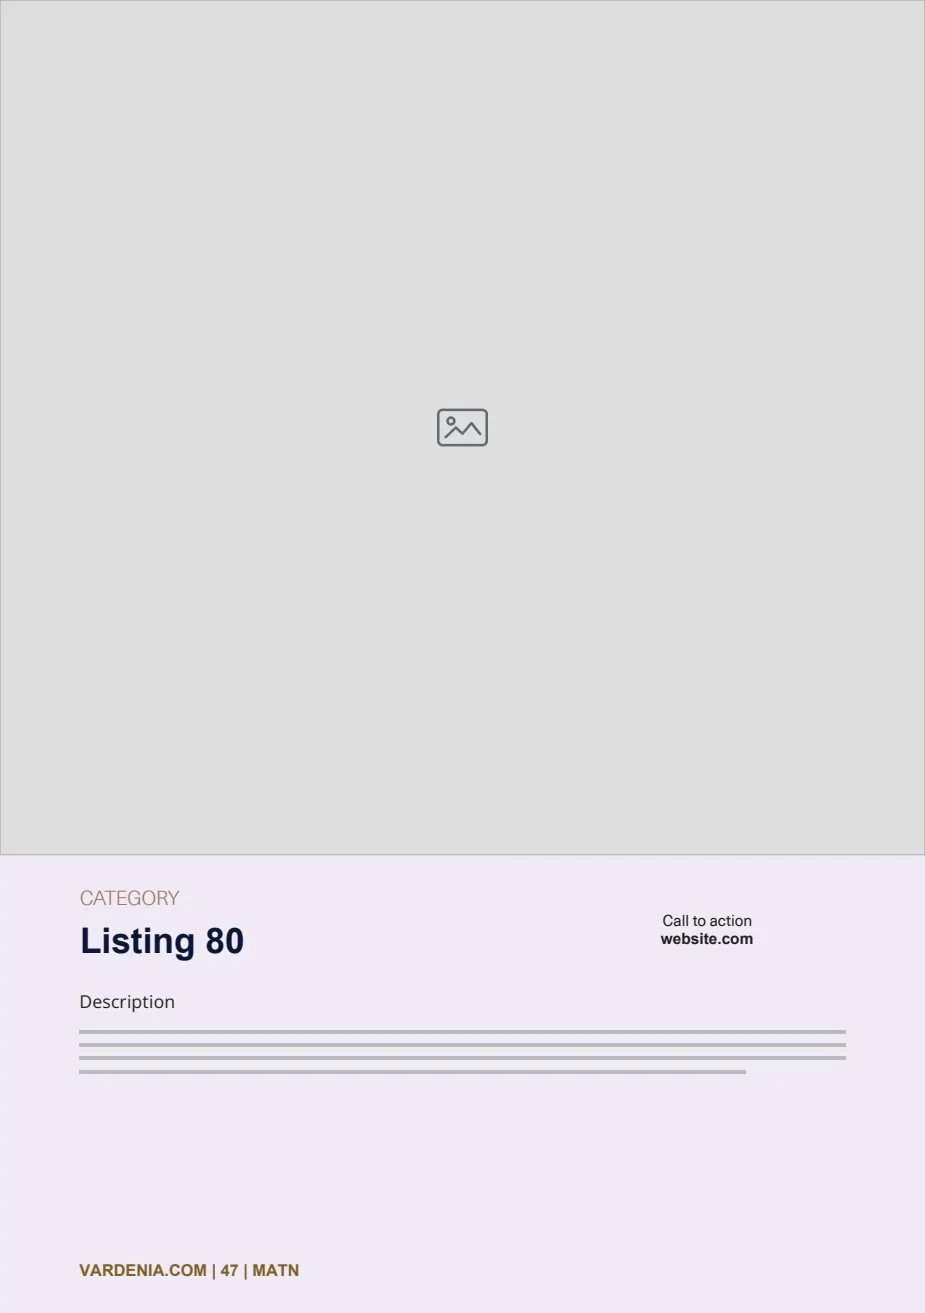 CATEGORY
Listing 80
Call to action
website.com
Description
VARDENIA.COM | 47 | MATN